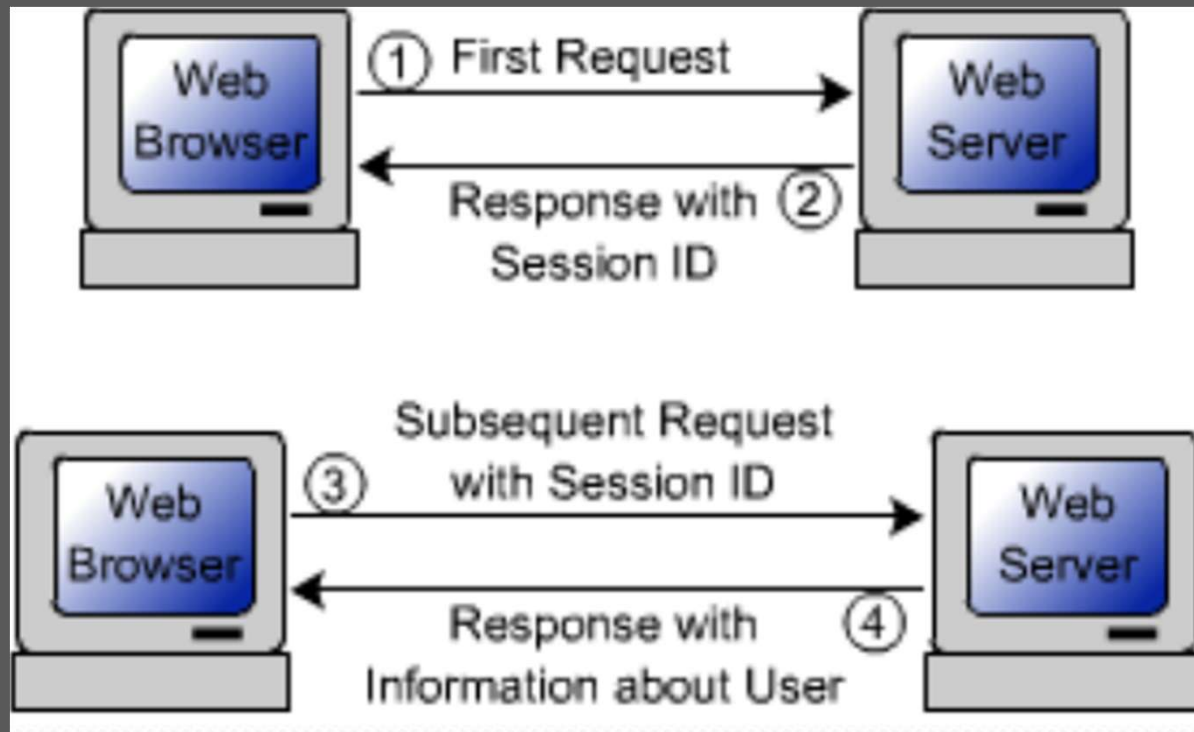 Web
Browser
1 First Request
Web
Server
Response with 2
Session ID
Web
Browser
3
Subsequent Request
with Session ID
Web
Server
Response with 4
Information about User